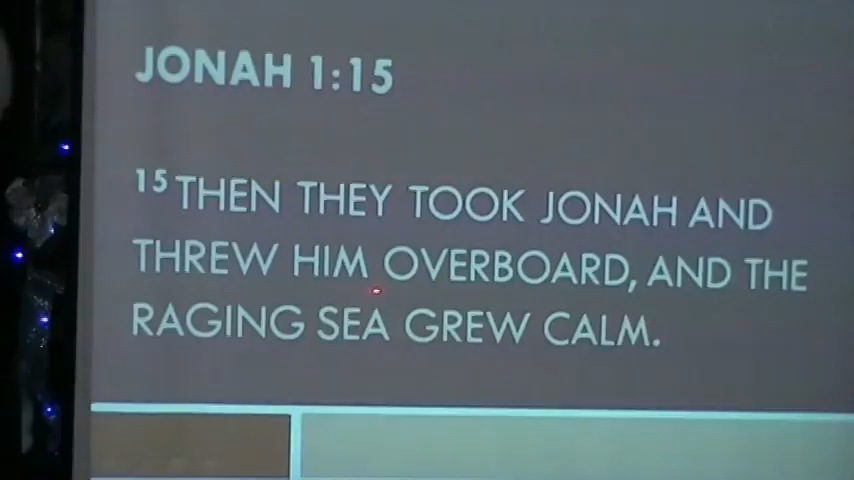 JONAH 1:15
15 THEN THEY TOOK JONAH AND
THREW HIM OVERBOARD, AND THE
RAGING SEA GREW CALM.